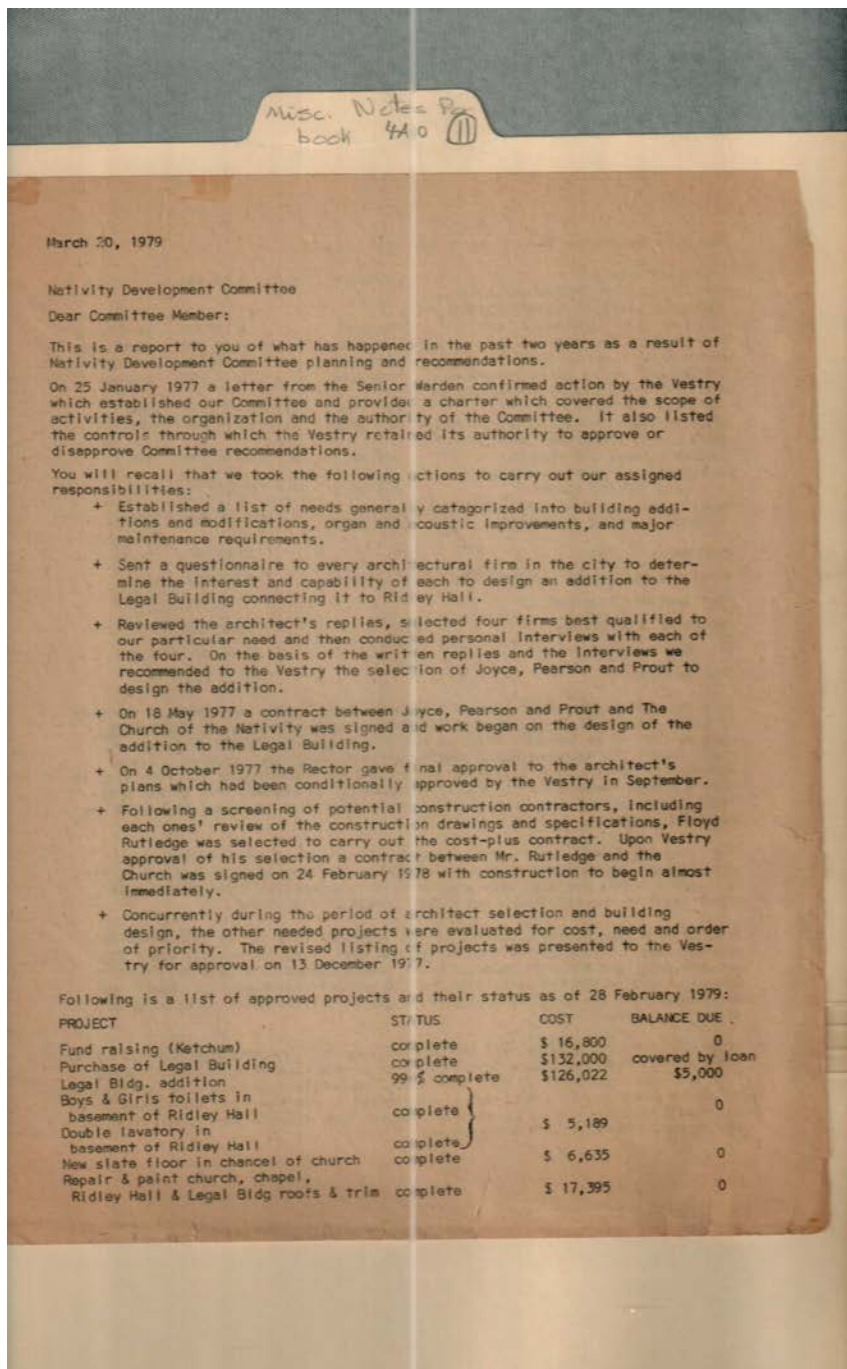 Misc. Notes Pa
book 4A0 11
March 20, 1979
Nativity Development Committee
Dear Committee Member:
This is a report to you of what has happened in the past two years as a result of
Nativity Development Committee planning and recommendations.
On 25 January 1977 a letter from the Senior Warden confirmed action by the Vestry
which established our Committee and provided a charter which covered the scope of
activities, the organization and the authority of the Committee. It also listed
the controls through which the Vestry retained its authority to approve or
disapprove Committee recommendations.
You will recall that we took the following actions to carry out our assigned
responsibilities:
+ Established a list of needs generally catagorized into building addi-
tions and modifications, organ and acoustic improvements, and major
maintenance requirements.
+ Sent a questionnaire to every architectural firm in the city to deter-
mine the interest and capability of each to design an addition to the
Legal Building connecting it to Ridley Hall.
+ Reviewed the architect's replies, selected four firms best qualified to
our particular need and then conducted personal interviews with each of
the four. On the basis of the written replies and the interviews we
recommended to the Vestry the selection of Joyce, Pearson and Prout to
design the addition.
+ On 18 May 1977 a contract between Joyce, Pearson and Prout and The
Church of the Nativity was signed and work began on the design of the
addition to the Legal Building.
+ On 4 October 1977 the Rector gave final approval to the architect's
plans which had been conditionally approved by the Vestry in September.
+ Following a screening of potential construction contractors, including
each ones' review of the construction drawings and specifications, Floyd
Rutledge was selected to carry out the cost-plus contract. Upon Vestry
approval of his selection a contract between Mr. Rutledge and the
Church was signed on 24 February 1978 with construction to begin almost
immediately.
+ Concurrently during the period of architect selection and building
design, the other needed projects were evaluated for cost, need and order
of priority. The revised listing of projects was presented to the Ves-
try for approval on 13 December 1977.
Following is a list of approved projects and their status as of 28 February 1979:
PROJECT STATUS COST BALANCE DUE
Fund raising (Ketchum) complete $ 16,800 0
Purchase of Legal Building complete $132,000 covered by loan
Legal Bldg. addition 99 % complete $126,022 $5,000
Boys & Girls toilets in
basement of Ridley Hall complete 0
Double lavatory in $ 5,189
basement of Ridley Hall complete
New slate floor in chancel of church complete $ 6,635 0
Repair & paint church, chapel,
Ridley Hall & Legal Bldg roofs & trim complete $ 17,395 0